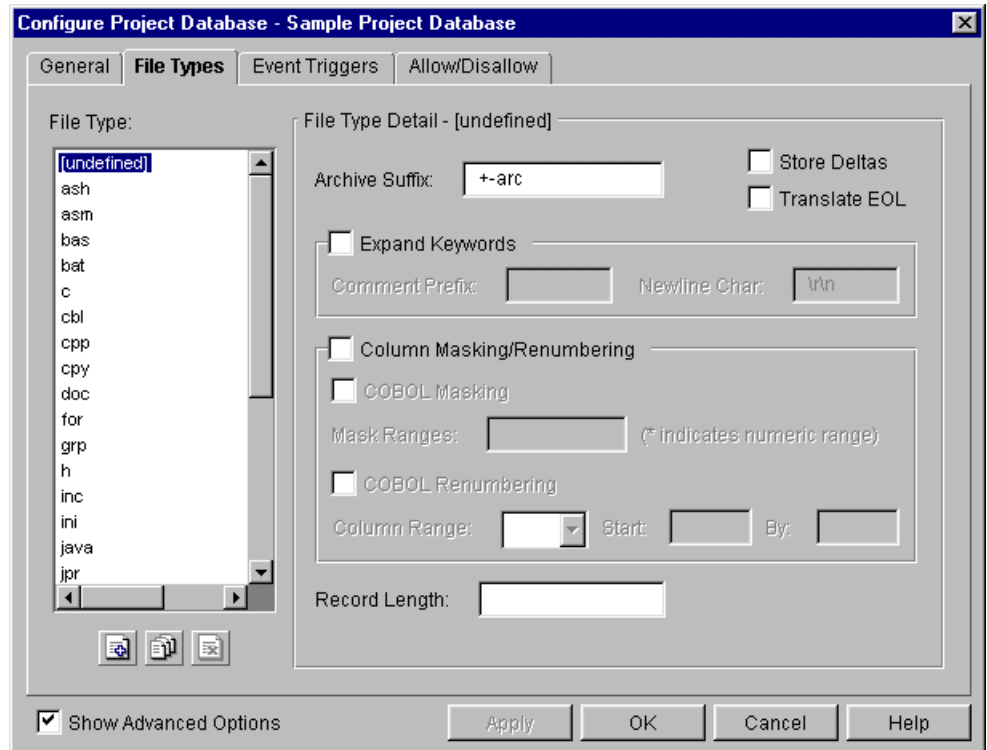 Configure Project Database - Sample Project Database
General File Types Event Triggers Allow/Disallow
File Type:
[undefined]
ash
asm
bas
bat
c
cbl
cpp
cpy
doc
for
grp
h
inc
ini
java
jpr
File Type Detail - [undefined]
Archive Suffix: +-arc
Store Deltas
Translate EOL
Expand Keywords
Comment Prefix: Newline Char: \r\n
Column Masking/Renumbering
COBOL Masking
Mask Ranges: (* indicates numeric range)
COBOL Renumbering
Column Range: Start: By:
Record Length:
Show Advanced Options Apply OK Cancel Help